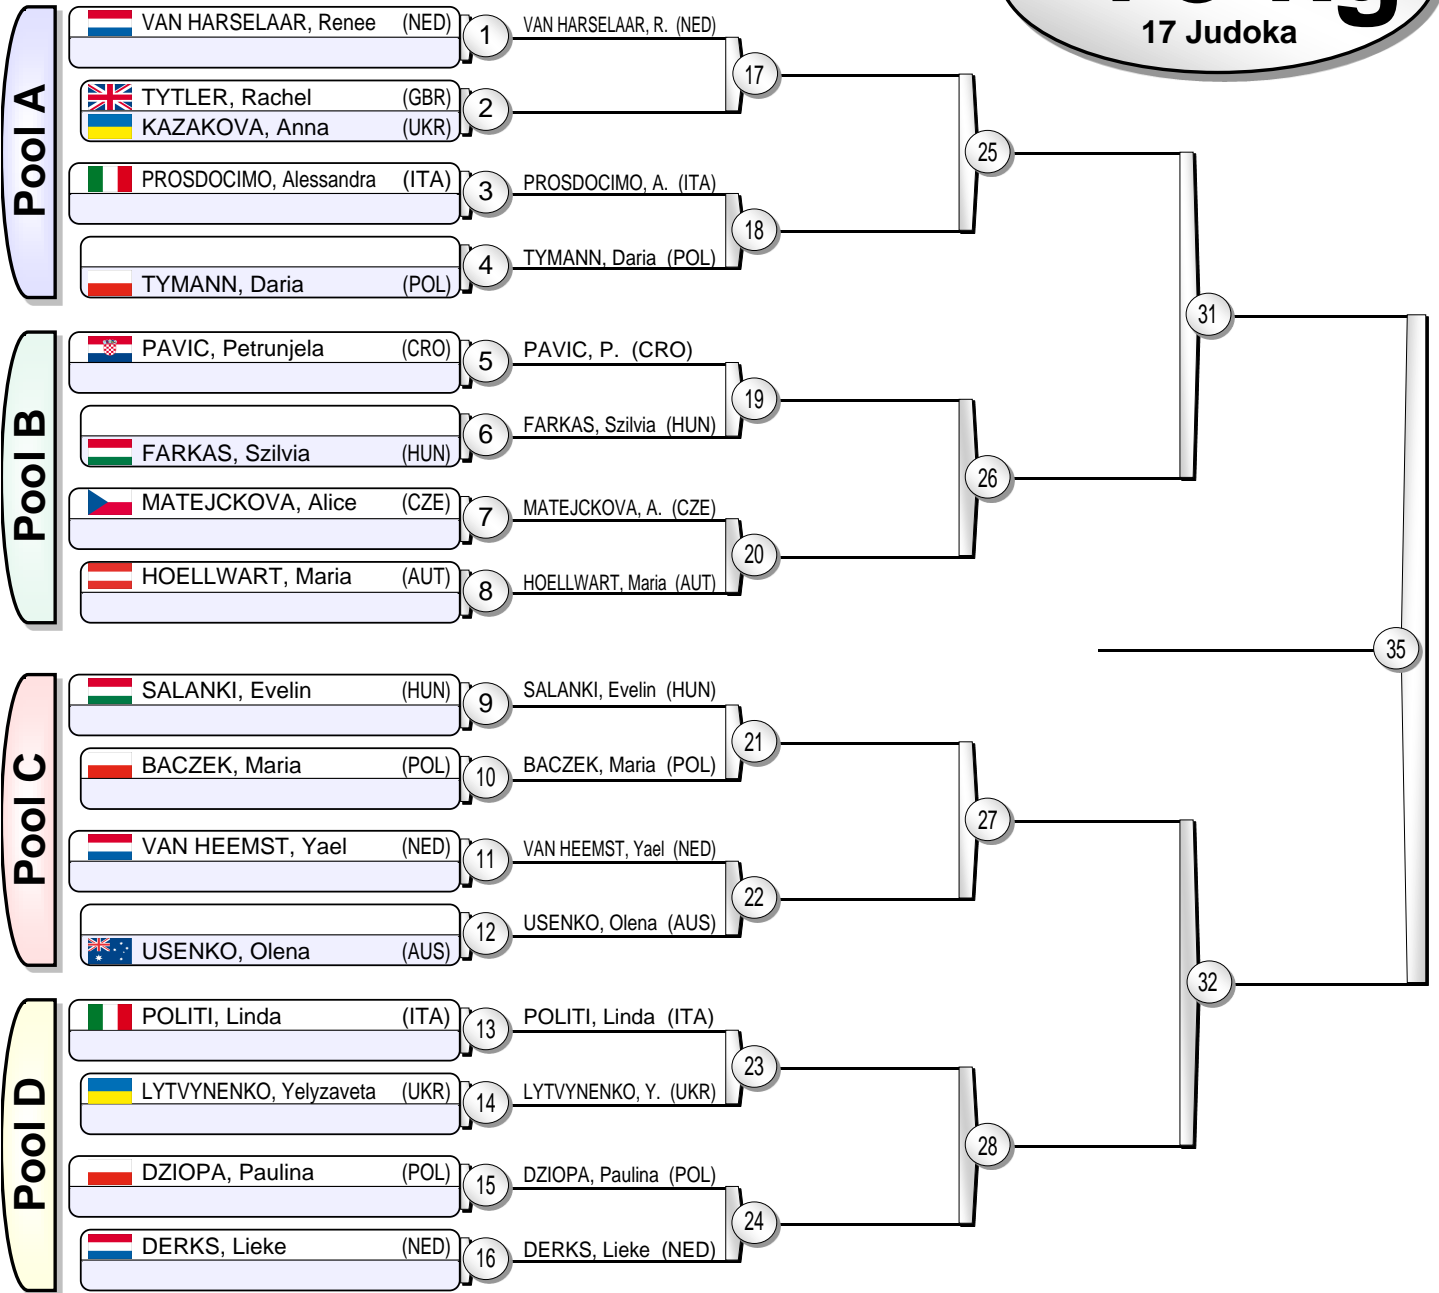 17 Judoka
Pool A
VAN HARSELAAR, Renee (NED)
1
VAN HARSELAAR, R. (NED)
17
TYTLER, Rachel (GBR)
KAZAKOVA, Anna (UKR)
2
25
PROSDOCIMO, Alessandra (ITA)
3
PROSDOCIMO, A. (ITA)
18
4
TYMANN, Daria (POL)
TYMANN, Daria (POL)
31
Pool B
PAVIC, Petrunjela (CRO)
5
PAVIC, P. (CRO)
19
6
FARKAS, Szilvia (HUN)
FARKAS, Szilvia (HUN)
26
MATEJCKOVA, Alice (CZE)
7
MATEJCKOVA, A. (CZE)
20
HOELLWART, Maria (AUT)
8
HOELLWART, Maria (AUT)
35
Pool C
SALANKI, Evelin (HUN)
9
SALANKI, Evelin (HUN)
21
BACZEK, Maria (POL)
10
BACZEK, Maria (POL)
27
VAN HEEMST, Yael (NED)
11
VAN HEEMST, Yael (NED)
22
12
USENKO, Olena (AUS)
USENKO, Olena (AUS)
32
Pool D
POLITI, Linda (ITA)
13
POLITI, Linda (ITA)
23
LYTVYNENKO, Yelyzaveta (UKR)
14
LYTVYNENKO, Y. (UKR)
28
DZIOPA, Paulina (POL)
15
DZIOPA, Paulina (POL)
24
DERKS, Lieke (NED)
16
DERKS, Lieke (NED)